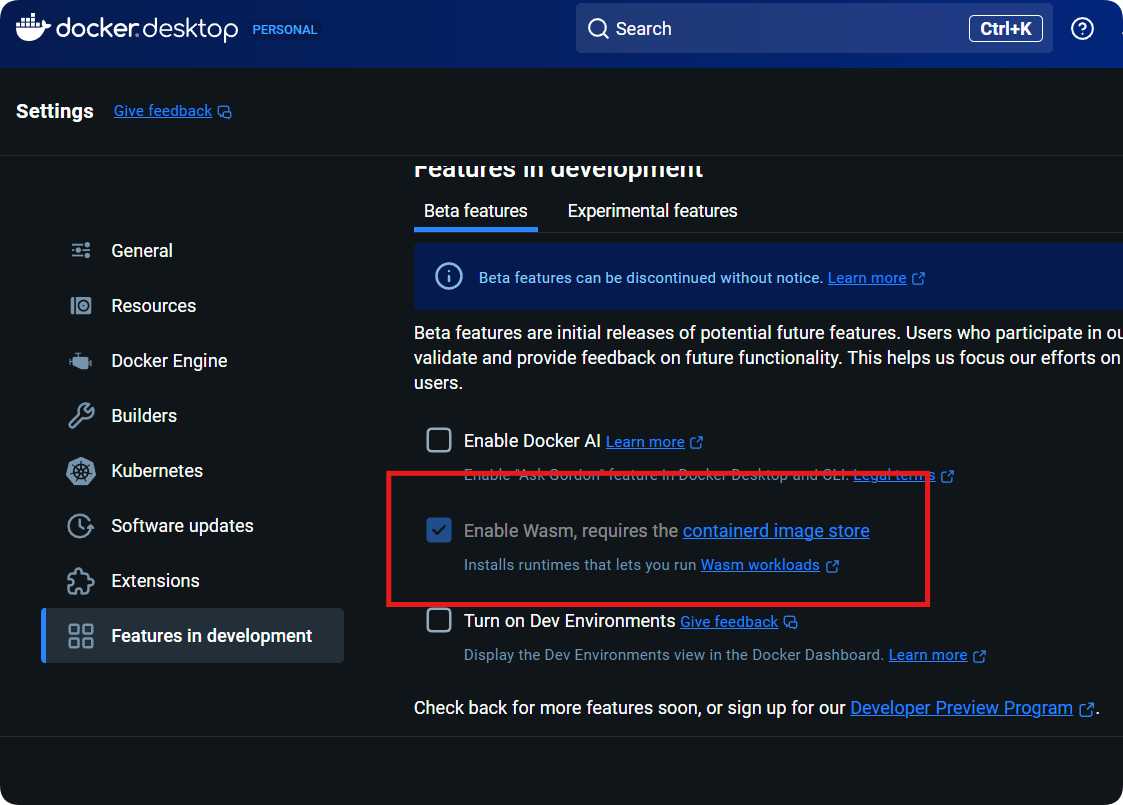 docker.desktop PERSONAL
Search
Ctrl+K
Settings
Give feedback
General
Resources
Docker Engine
Builders
Kubernetes
Software updates
Extensions
Features in development
Features in development
Beta features
Experimental features
Beta features can be discontinued without notice. Learn more
Beta features are initial releases of potential future features. Users who participate in ou
validate and provide feedback on future functionality. This helps us focus our efforts on
users.
Enable Docker AI Learn more
Enable "Ask Gordon" feature in Docker Desktop and CLI. Legal terms
Enable Wasm, requires the containerd image store
Installs runtimes that lets you run Wasm workloads
Turn on Dev Environments Give feedback
Display the Dev Environments view in the Docker Dashboard. Learn more
Check back for more features soon, or sign up for our Developer Preview Program.